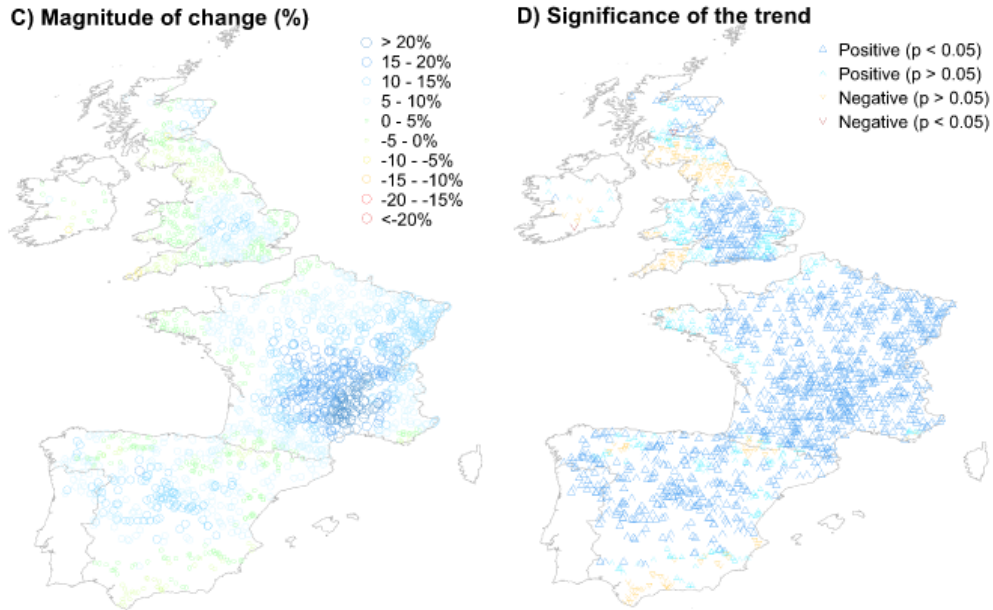 C) Magnitude of change (%)
> 20%
15 - 20%
10 - 15%
5 - 10%
0 - 5%
-5 - 0%
-10 - -5%
-15 - -10%
-20 - -15%
<-20%
D) Significance of the trend
Positive (p < 0.05)
Positive (p > 0.05)
Negative (p > 0.05)
Negative (p < 0.05)